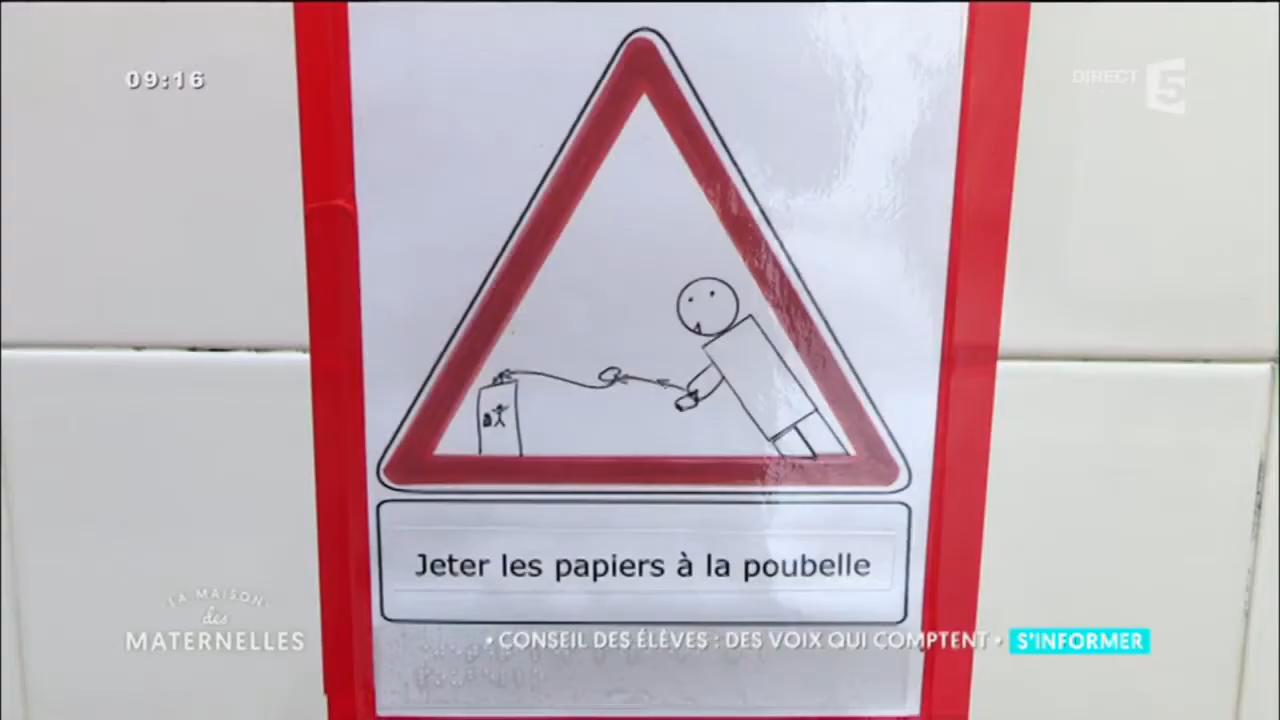 09:16
DIRECT 5
Jeter les papiers à la poubelle
LA MAISON
des
MATERNELLES
• CONSEIL DES ÉLÈVES : DES VOIX QUI COMPTENT •
S'INFORMER